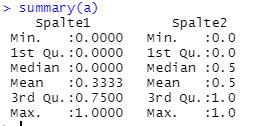 > summary(a)
Spalte1 Spalte2
Min. :0.0000 Min. :0.0
1st Qu.:0.0000 1st Qu.:0.0
Median :0.0000 Median :0.5
Mean :0.3333 Mean :0.5
3rd Qu.:0.7500 3rd Qu.:1.0
Max. :1.0000 Max. :1.0